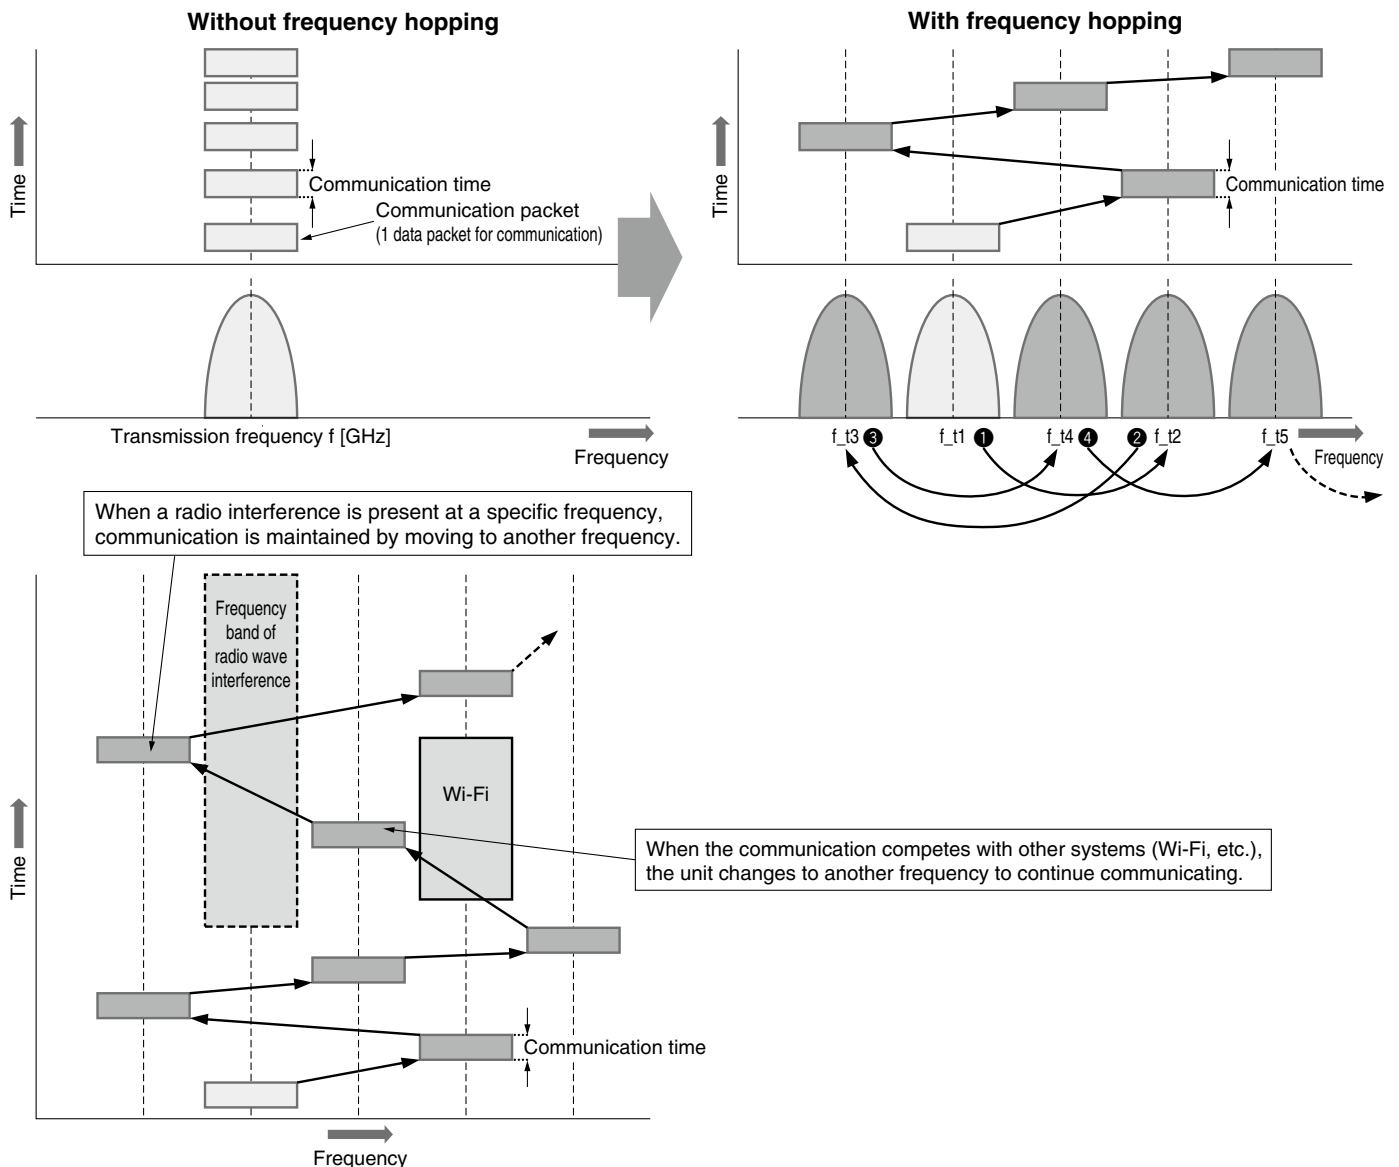 Without frequency hopping
Time
Communication time
Communication packet
(1 data packet for communication)
Transmission frequency f [GHz]
Frequency
With frequency hopping
Time
Communication time
f_t3 ❸ f_t1 ❶ f_t4 ❹ ❷ f_t2 f_t5
Frequency
When a radio interference is present at a specific frequency,
communication is maintained by moving to another frequency.
Frequency
band of
radio wave
interference
Wi-Fi
When the communication competes with other systems (Wi-Fi, etc.),
the unit changes to another frequency to continue communicating.
Time
Communication time
Frequency